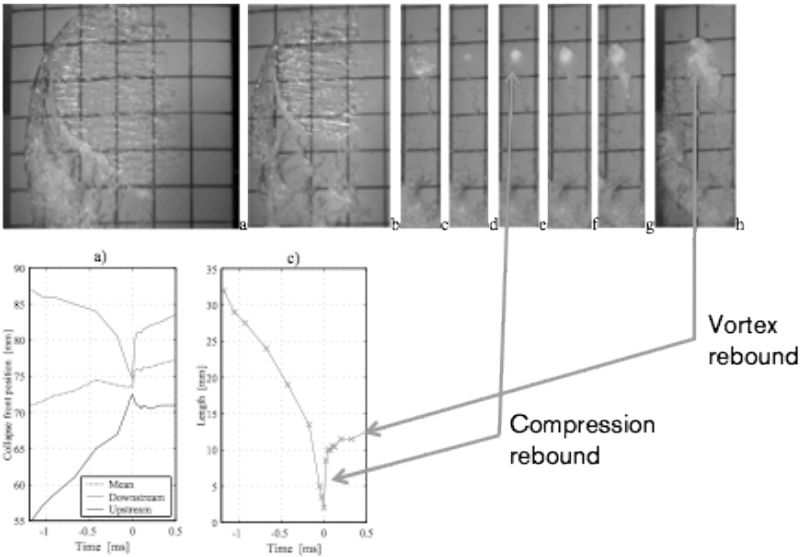 a
b
c
d
e
f
g
h
a)
Collapse front position [mm]
90
85
80
75
70
65
60
55
Mean
Downstream
Upstream
-1
-0.5
0
0.5
Time [ms]
c)
Length [mm]
35
30
25
20
15
10
5
0
-1
-0.5
0
0.5
Time [ms]
Vortex
rebound
Compression
rebound